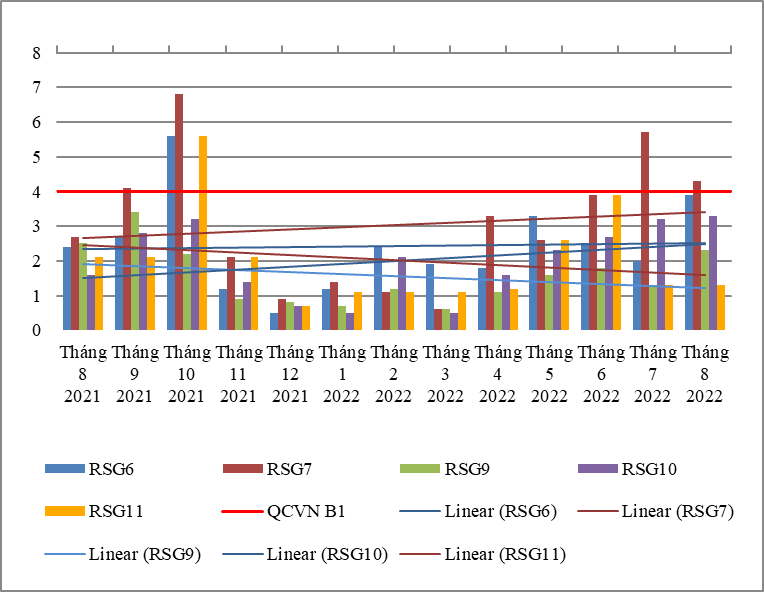 8
7
6
5
4
3
2
1
0
Tháng Tháng Tháng Tháng Tháng Tháng Tháng Tháng Tháng Tháng Tháng Tháng Tháng
8 9 10 11 12 1 2 3 4 5 6 7 8
2021 2021 2021 2021 2021 2022 2022 2022 2022 2022 2022 2022 2022
RSG6 RSG7 RSG9 RSG10
RSG11 QCVN B1 Linear (RSG6) Linear (RSG7)
Linear (RSG9) Linear (RSG10) Linear (RSG11)